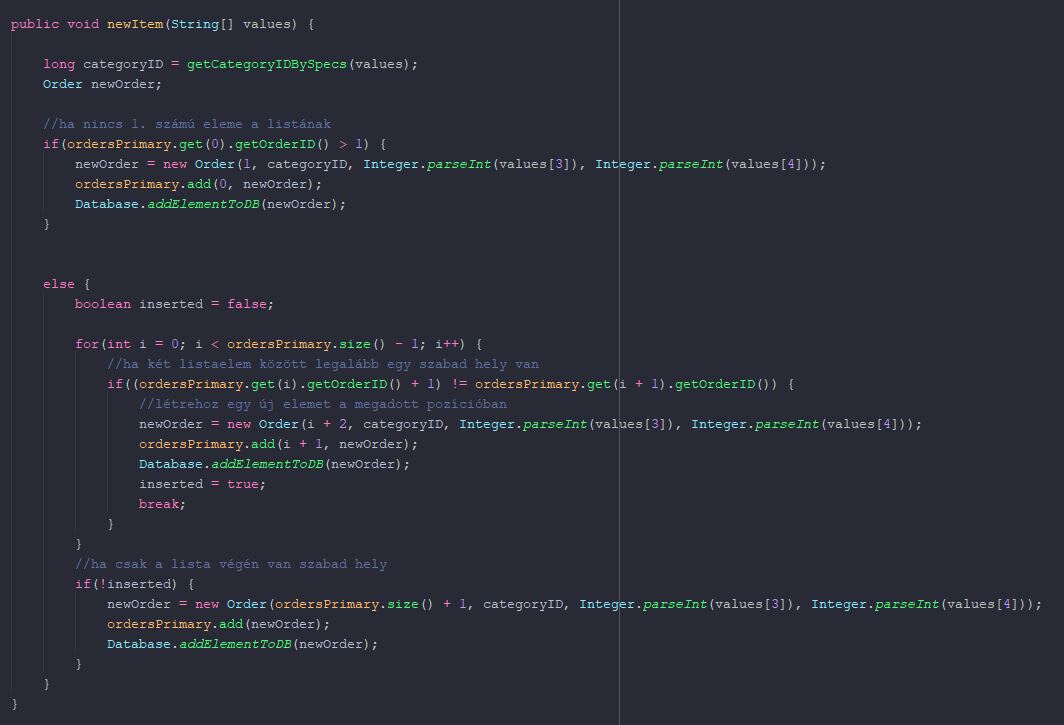 public void newItem(String[] values) {
long categoryID = getCategoryIDBySpecs(values);
Order newOrder;
//ha nincs 1. számú eleme a listának
if(ordersPrimary.get(0).getOrderID() > 1) {
newOrder = new Order(1, categoryID, Integer.parseInt(values[3]), Integer.parseInt(values[4]));
ordersPrimary.add(0, newOrder);
Database.addElementToDB(newOrder);
}
else {
boolean inserted = false;
for(int i = 0; i < ordersPrimary.size() - 1; i++) {
//ha két listaelem között legalább egy szabad hely van
if((ordersPrimary.get(i).getOrderID() + 1) != ordersPrimary.get(i + 1).getOrderID()) {
//létrehoz egy új elemet a megadott pozícióban
newOrder = new Order(i + 2, categoryID, Integer.parseInt(values[3]), Integer.parseInt(values[4]));
ordersPrimary.add(i + 1, newOrder);
Database.addElementToDB(newOrder);
inserted = true;
break;
}
}
//ha csak a lista végén van szabad hely
if(!inserted) {
newOrder = new Order(ordersPrimary.size() + 1, categoryID, Integer.parseInt(values[3]), Integer.parseInt(values[4]));
ordersPrimary.add(newOrder);
Database.addElementToDB(newOrder);
}
}
}